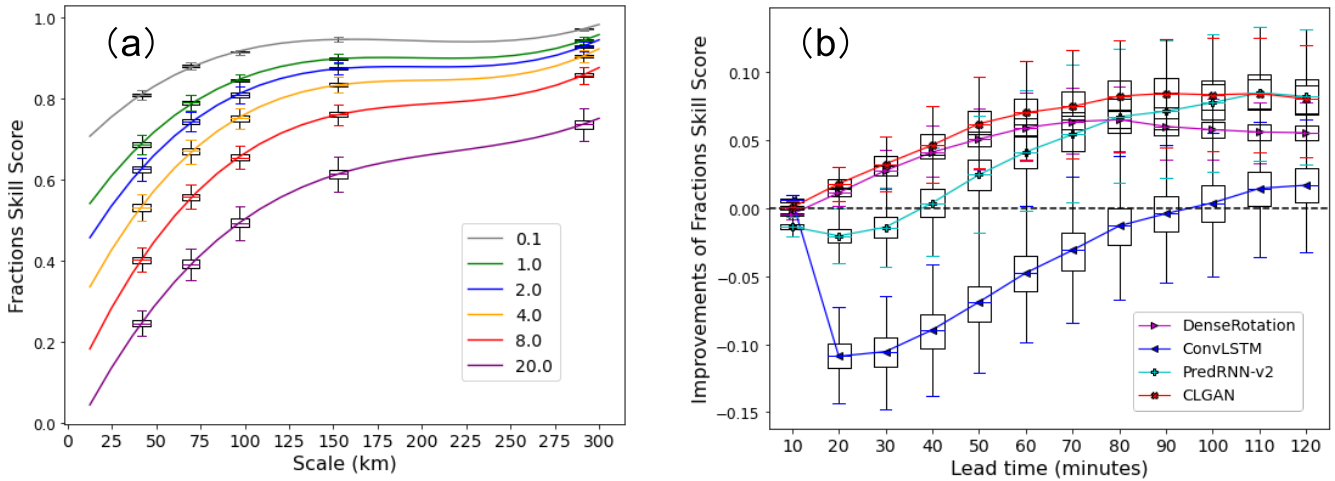 (a)
Fractions Skill Score
1.0
0.8
0.6
0.4
0.2
0.0
0.1
1.0
2.0
4.0
8.0
20.0
0 25 50 75 100 125 150 175 200 225 250 275 300
Scale (km)
(b)
Improvements of Fractions Skill Score
0.10
0.05
0.00
−0.05
−0.10
−0.15
DenseRotation
ConvLSTM
PredRNN-v2
CLGAN
10 20 30 40 50 60 70 80 90 100 110 120
Lead time (minutes)